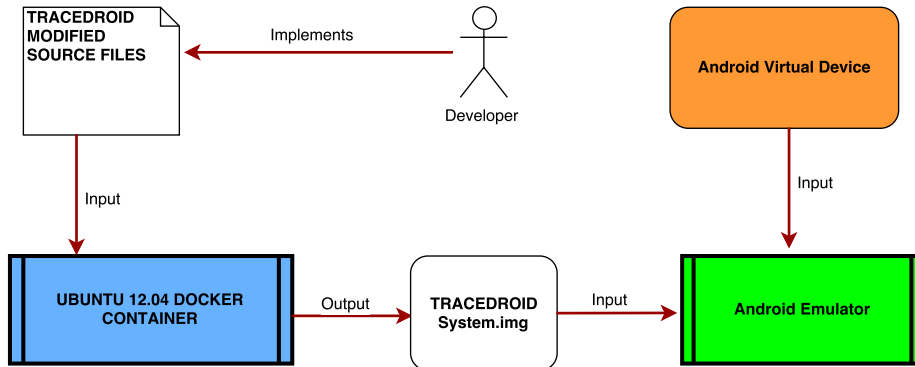 TRACEDROID
MODIFIED
SOURCE FILES
Implements
Developer
Android Virtual Device
Input
Input
UBUNTU 12.04 DOCKER
CONTAINER
Output
TRACEDROID
System.img
Input
Android Emulator